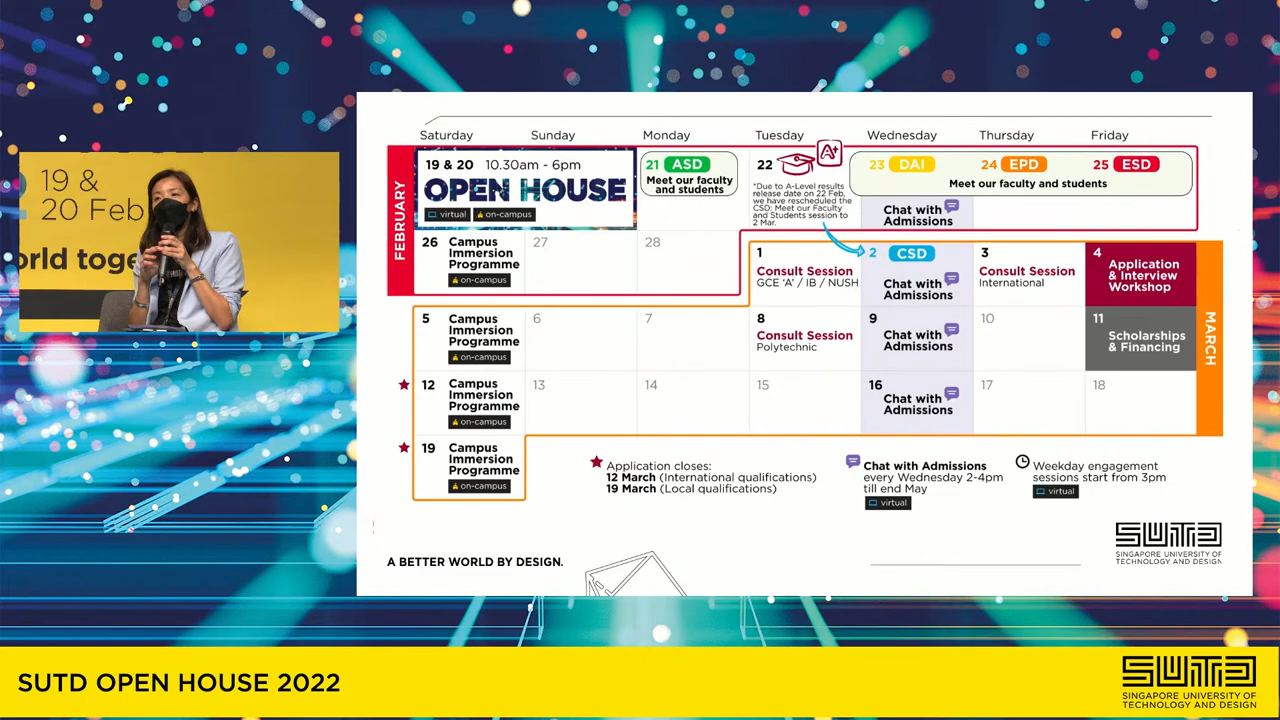 19 &
20 Feb
orld toge
Saturday
Sunday
Monday
Tuesday
Wednesday
Thursday
Friday
FEBRUARY
19 & 20 10.30am - 6pm
OPEN HOUSE
virtual
on-campus
21 ASD
Meet our faculty
and students
22
A+
*Due to A-Level results
release date on 22 Feb,
we have rescheduled the
CSD: Meet our Faculty
and Students session to
2 Mar.
23 DAI
24 EPD
25 ESD
Meet our faculty and students
Chat with
Admissions
26 Campus
Immersion
Programme
on-campus
27
28
1
Consult Session
GCE 'A' / IB / NUSH
2 CSD
Chat with
Admissions
3
Consult Session
International
4
Application
& Interview
Workshop
MARCH
5 Campus
Immersion
Programme
on-campus
6
7
8
Consult Session
Polytechnic
9
Chat with
Admissions
10
11
Scholarships
& Financing
12 Campus
Immersion
Programme
on-campus
13
14
15
16
Chat with
Admissions
17
18
19 Campus
Immersion
Programme
on-campus
Application closes:
12 March (International qualifications)
19 March (Local qualifications)
Chat with Admissions
every Wednesday 2-4pm
till end May
virtual
Weekday engagement
sessions start from 3pm
virtual
A BETTER WORLD BY DESIGN.
SUTD
SINGAPORE UNIVERSITY OF
TECHNOLOGY AND DESIGN
SUTD OPEN HOUSE 2022
SUTD
SINGAPORE UNIVERSITY OF
TECHNOLOGY AND DESIGN